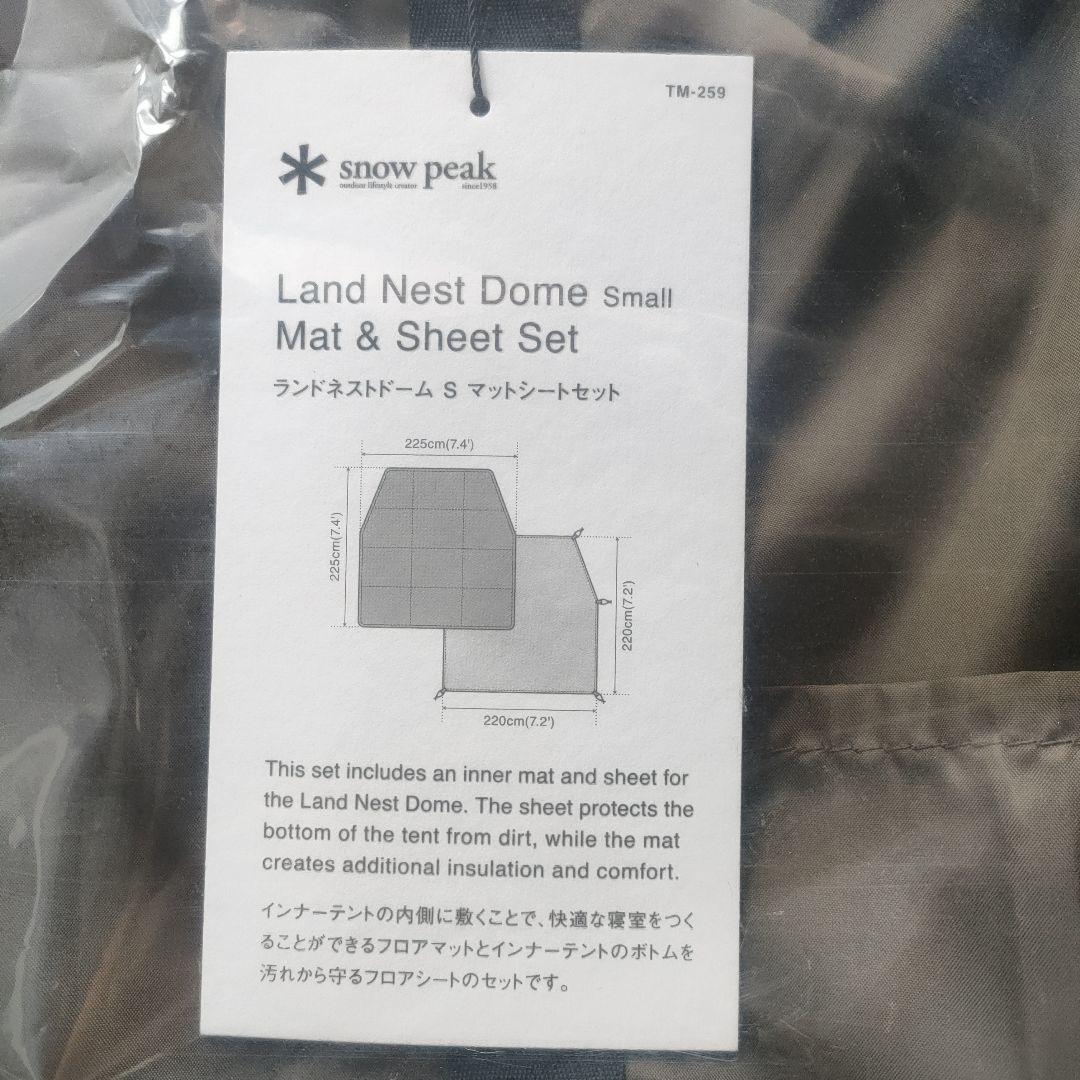 TM-259
snow peak
outdoor lifestyle creator since1958
Land Nest Dome Small
Mat & Sheet Set
ランドネストドーム S マットシートセット
225cm(7.4')
225cm(7.4')
220cm(7.2')
220cm(7.2')
This set includes an inner mat and sheet for
the Land Nest Dome. The sheet protects the
bottom of the tent from dirt, while the mat
creates additional insulation and comfort.
インナーテントの内側に敷くことで、快適な寝室をつく
ることができるフロアマットとインナーテントのボトムを
汚れから守るフロアシートのセットです。